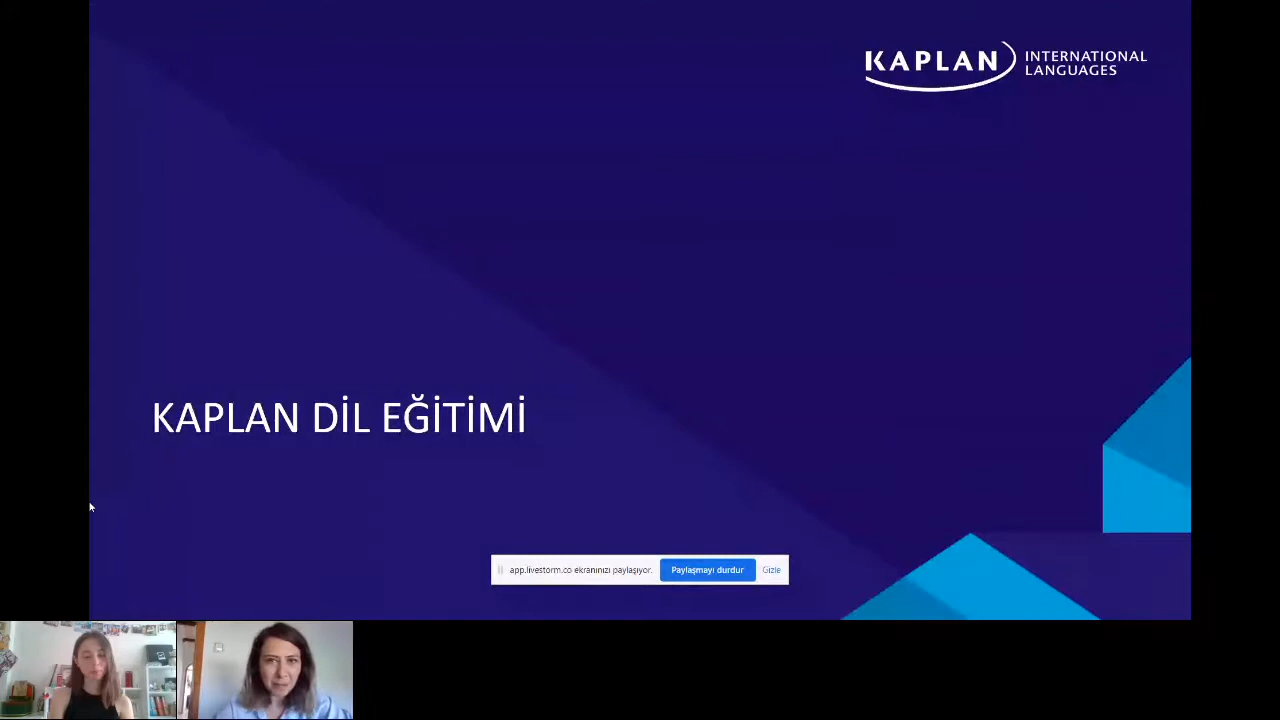 KAPLAN
INTERNATIONAL
LANGUAGES
KAPLAN DİL EĞİTİMİ
app.livestorm.co ekranınızı paylaşıyor.
Paylaşmayı durdur
Gizle